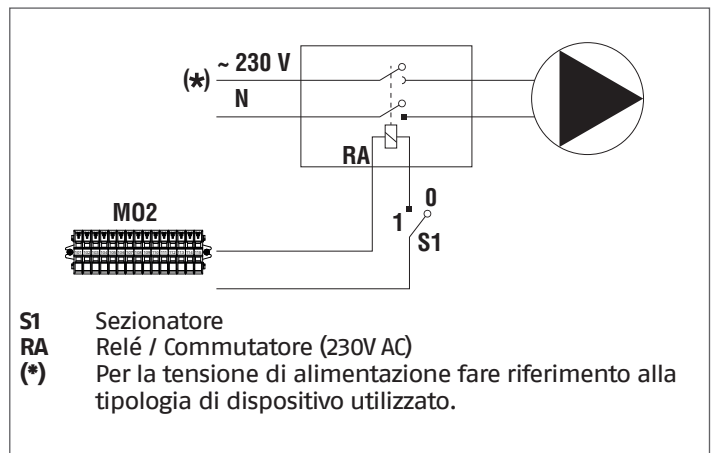 ~ 230 V
(*)
N
RA
M02
0
1
S1
S1 Sezionatore
RA Relé / Commutatore (230V AC)
(*) Per la tensione di alimentazione fare riferimento alla
tipologia di dispositivo utilizzato.